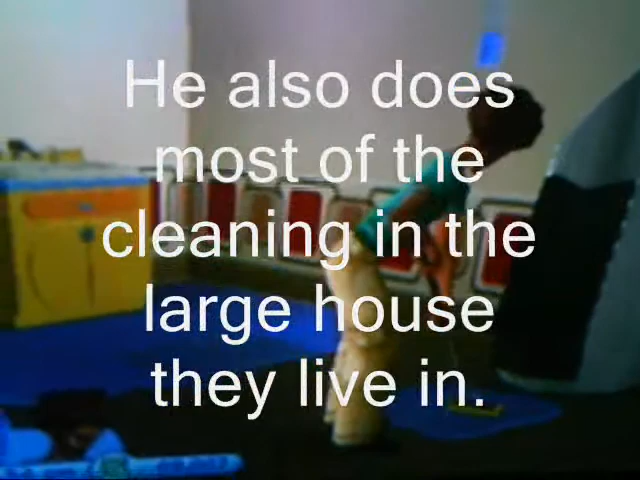 He also does
most of the
cleaning in the
large house
they live in.